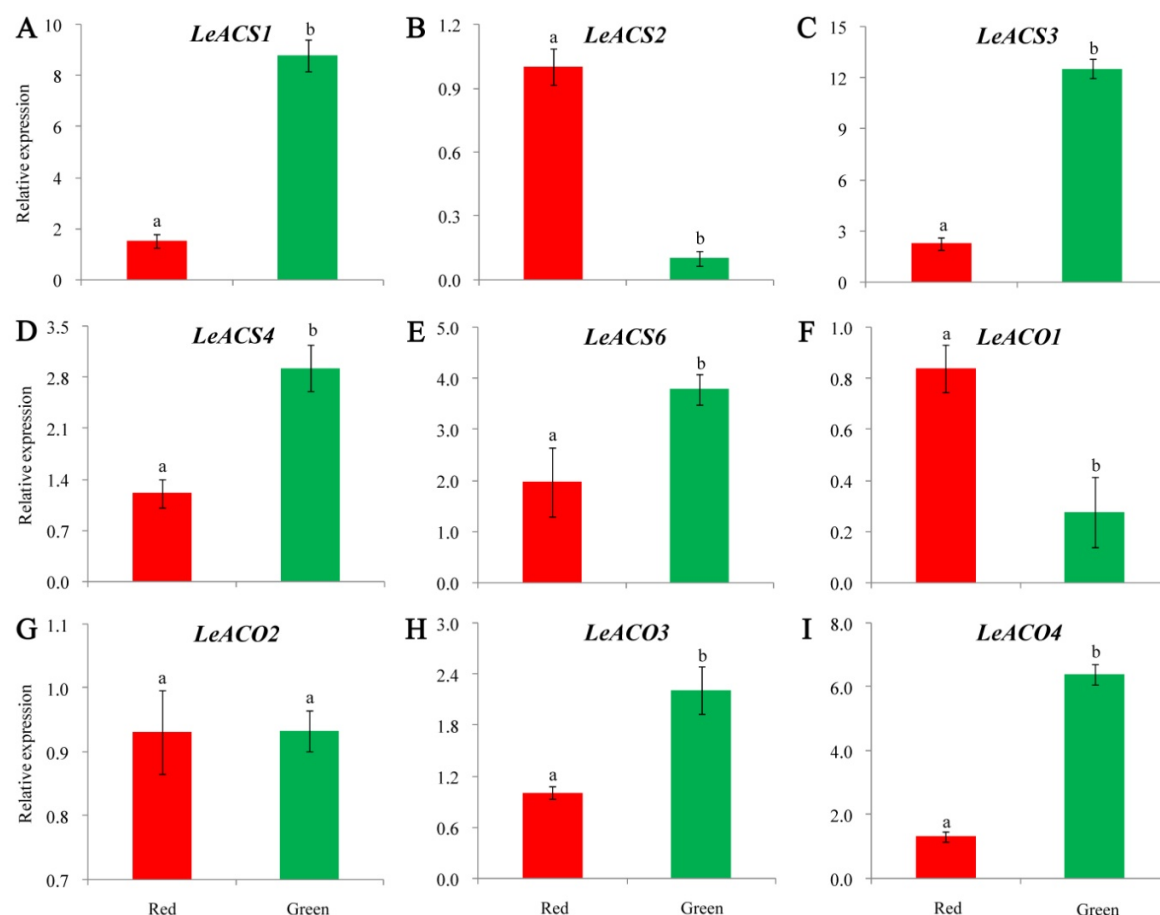 A
LeACS1
Relative expression
10
8
6
4
2
0
a
b
B
LeACS2
1.2
0.9
0.6
0.3
0.0
a
b
C
LeACS3
15
12
9
6
3
0
a
b
D
LeACS4
Relative expression
3.5
2.8
2.1
1.4
0.7
0.0
a
b
E
LeACS6
5.0
4.0
3.0
2.0
1.0
0.0
a
b
F
LeACO1
1.0
0.8
0.6
0.4
0.2
0.0
a
b
G
LeACO2
Relative expression
1.1
1.0
0.9
0.8
0.7
a
a
Red Green
H
LeACO3
3.0
2.4
1.8
1.2
0.6
0.0
a
b
Red Green
I
LeACO4
8.0
6.0
4.0
2.0
0.0
a
b
Red Green